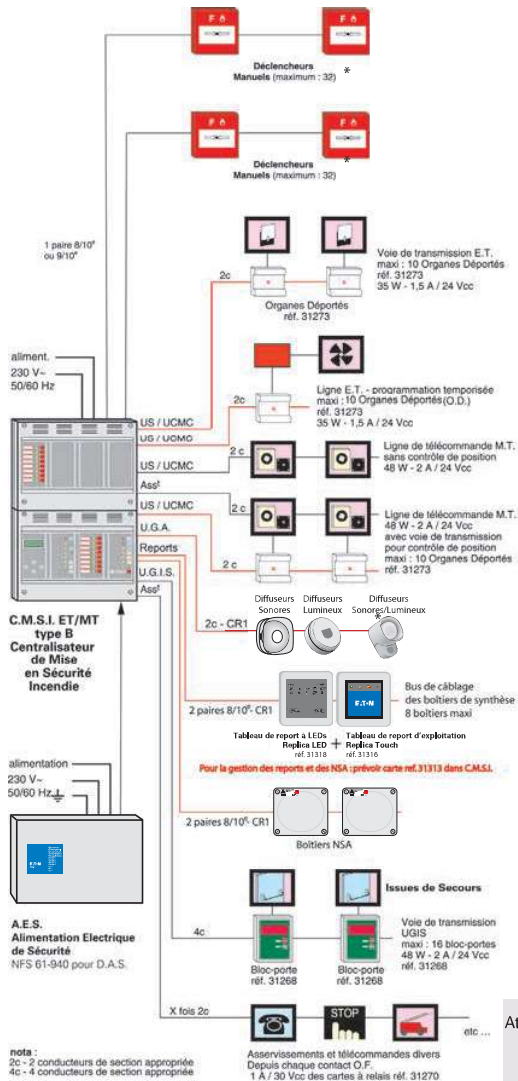 Déclencheurs
Manuels (maximum : 32) *
Déclencheurs
Manuels (maximum : 32)
*
1 paire 8/10e
ou 9/10e
2c
Organes Déportés
réf. 31273
Voie de transmission E.T.
maxi : 10 Organes Déportés
réf. 31273
35 W - 1,5 A / 24 Vcc
aliment.
230 V~
50/60 Hz
2c
Ligne E.T. - programmation temporisée
maxi : 10 Organes Déportés (O.D.)
réf. 31273
35 W - 1,5 A / 24 Vcc
US / UCMC
US / UCMC
US / UCMC
Asst
US / UCMC
U.G.A.
Reports
U.G.I.S.
Asst
2 c
Ligne de télécommande M.T.
sans contrôle de position
48 W - 2 A / 24 Vcc
2c
2 c
Ligne de télécommande M.T.
48 W - 2 A / 24 Vcc
avec voie de transmission
pour contrôle de position
maxi : 10 Organes Déportés
réf. 31273
C.M.S.I. ET/MT
type B
Centralisateur
de Mise
en Sécurité
Incendie
2c - CR1
Diffuseurs
Sonores
Diffuseurs
Lumineux
Diffuseurs
Sonores/Lumineux
*
2 paires 8/10e- CR1
E·T·N
Bus de câblage
des boîtiers de synthèse
8 boîtiers maxi
Tableau de report à LEDs
Replica LED
réf. 31318
+
Tableau de report d'exploitation
Replica Touch
réf. 31316
Pour la gestion des reports et des NSA : prévoir carte ref. 31313 dans C.M.S.I.
2 paires 8/10e- CR1
Boîtiers NSA
alimentation
230 V~
50/60 Hz
E·T·N
A.E.S.
Alimentation Electrique
de Sécurité
NFS 61-940 pour D.A.S.
4c
Issues de Secours
Bloc-porte
réf. 31268
Bloc-porte
réf. 31268
Voie de transmission
UGIS
maxi : 16 bloc-portes
48 W - 2 A / 24 Vcc
réf. 31268
X fois 2c
STOP
etc ...
Asservissements et télécommandes divers
Depuis chaque contact O.F.
1 A / 30 Vcc des cartes à relais réf. 31270
nota :
2c - 2 conducteurs de section appropriée
4c - 4 conducteurs de section appropriée